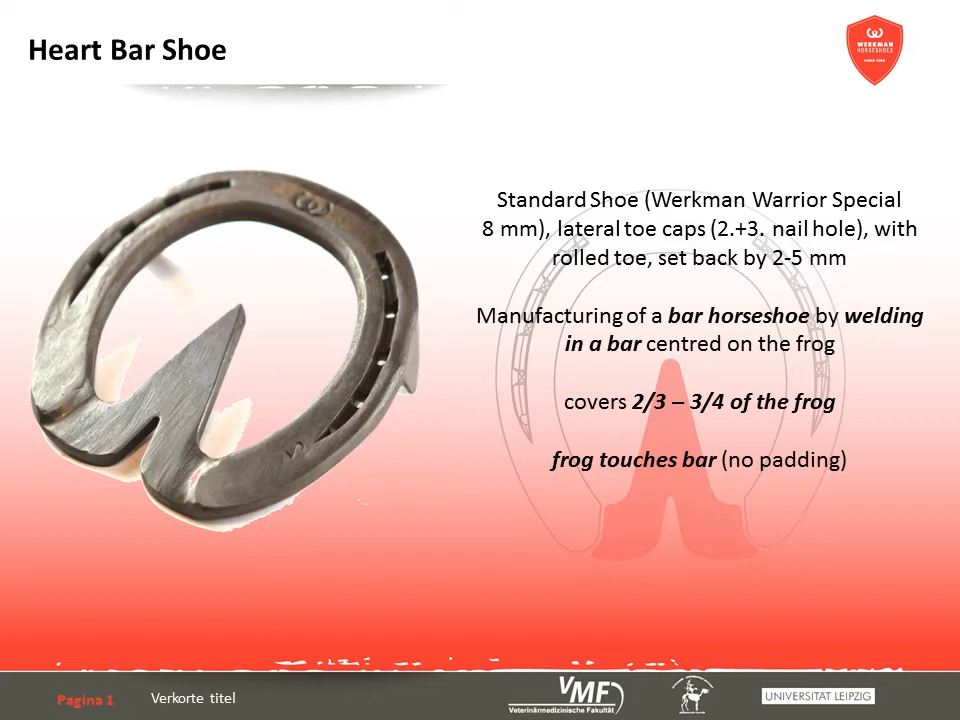 Heart Bar Shoe
WERKMAN
HORSESHOES
SINCE 1880
Standard Shoe (Werkman Warrior Special
8 mm), lateral toe caps (2.+3. nail hole), with
rolled toe, set back by 2-5 mm
Manufacturing of a bar horseshoe by welding
in a bar centred on the frog
covers 2/3 – 3/4 of the frog
frog touches bar (no padding)
S
Pagina 1
Verkorte titel
VMF
Veterinärmedizinische Fakultät
UNIVERSITÄT LEIPZIG